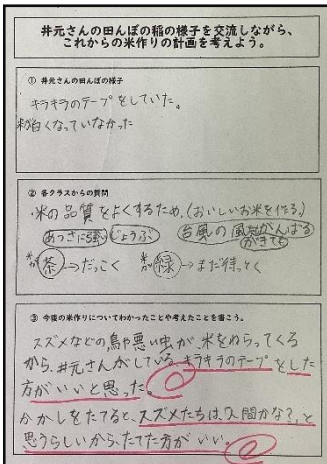 井元さんの田んぼの稲の様子を交流しながら、
これからの米作りの計画を考えよう。
① 井元さんの田んぼの様子
キラキラのテープをしていた。
白くなっていなかった
② 各クラスからの質問
・米の品質をよくするため、(おいしいお米を作る。)
あつさに強い じょうぶ 台風の風
米が 茶→だっこく 米が 緑→まだ待っとく
③ 今後の米作りについてわかったことや考えたことを書こう。
スズメなどの鳥や悪い虫が米をねらってくる
から、井元さんがしているキラキラのテープをした
方がいいと思った。
かかしをたてると、スズメたちは「人間かな?」と
思うらしいから、たてた方がいい。